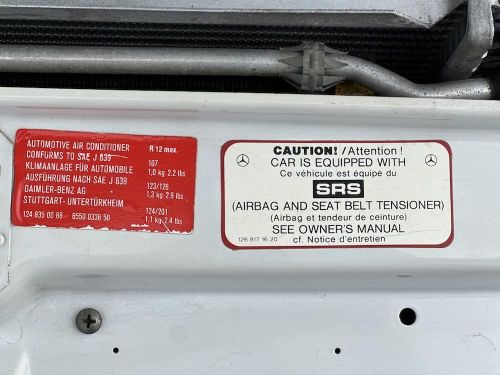 AUTOMOTIVE AIR CONDITIONER
CONFORMS TO SAE J 639
KLIMAANLAGE FÜR AUTOMOBILE
AUSFÜHRUNG NACH SAE J 639
DAIMLER-BENZ AG
STUTTGART-UNTERTÜRKHEIM
124 835 00 88 6550 0336 50
R 12 max.
107
1,0 kg 2.2 lbs
123/126
1,3 kg 2.9 lbs
124/201
1,1 kg 2.4 lbs
CAUTION! /Attention!
CAR IS EQUIPPED WITH
Ce véhicule est équipé du
SRS
(AIRBAG AND SEAT BELT TENSIONER)
(Airbag et tendeur de ceinture)
SEE OWNER'S MANUAL
126 817 16 20 cf. Notice d'entretien